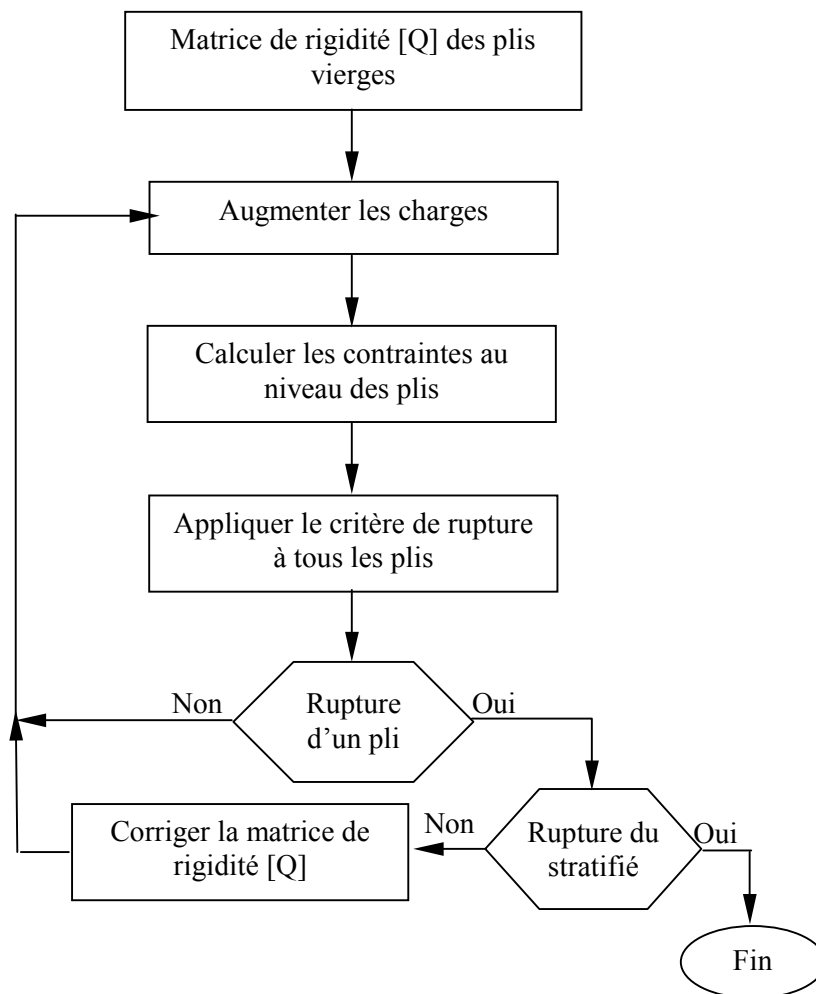 Matrice de rigidité [Q] des plis
vierges
Augmenter les charges
Calculer les contraintes au
niveau des plis
Appliquer le critère de rupture
à tous les plis
Non
Rupture
d’un pli
Oui
Corriger la matrice de
rigidité [Q]
Non
Rupture du
stratifié
Oui
Fin